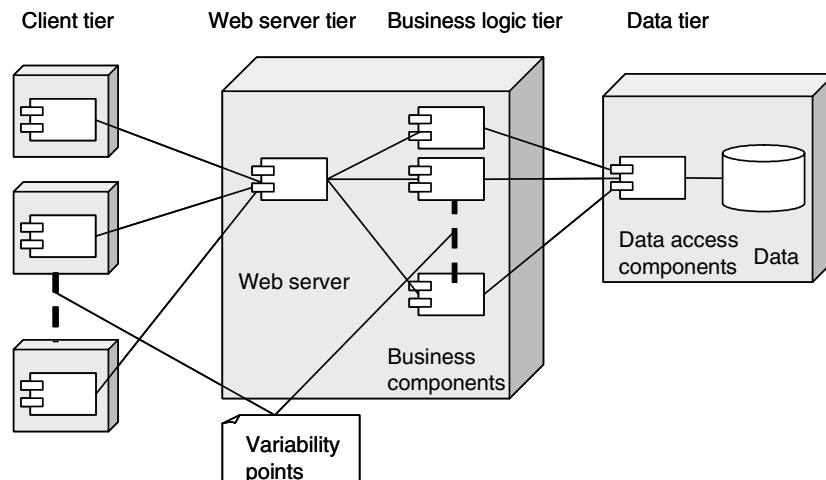 Client tier
Web server tier
Business logic tier
Data tier
Web server
Business
components
Data access
components
Data
Variability
points